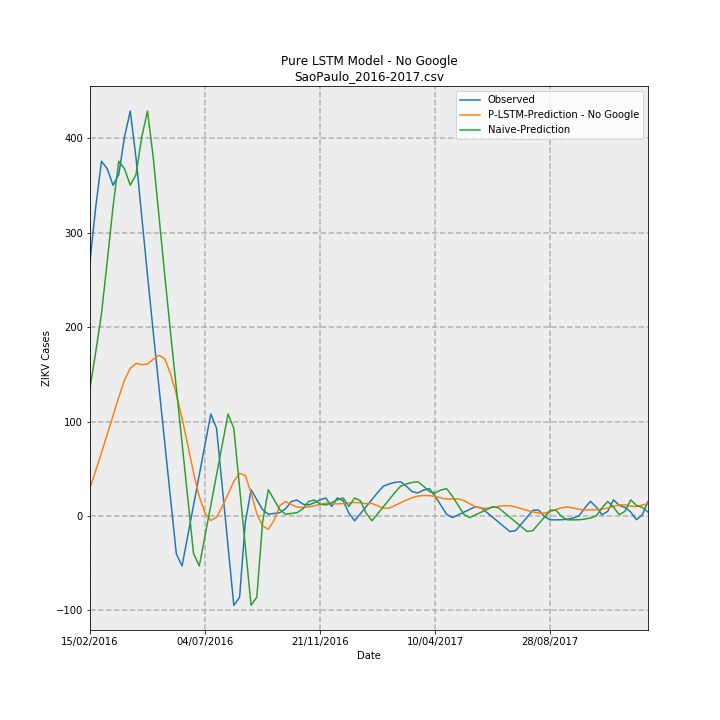 Pure LSTM Model - No Google
SaoPaulo_2016-2017.csv
Observed
P-LSTM-Prediction - No Google
Naive-Prediction
400
300
200
100
0
−100
ZIKV Cases
15/02/2016
04/07/2016
21/11/2016
10/04/2017
28/08/2017
Date